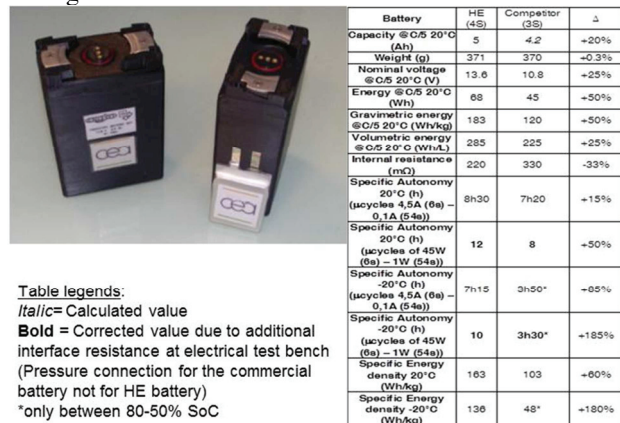 Battery HE (4S) Competitor (3S) Δ
Capacity @C/5 20°C (Ah) 5 4.2 +20%
Weight (g) 371 370 +0.3%
Nominal voltage @C/5 20°C (V) 13.6 10.8 +25%
Energy @C/5 20°C (Wh) 68 45 +50%
Gravimetric energy @C/5 20°C (Wh/kg) 183 120 +50%
Volumetric energy @C/5 20°C (Wh/L) 285 225 +25%
Internal resistance (mΩ) 220 330 -33%
Specific Autonomy 20°C (h) (µcycles 4,5A (6s) – 0,1A (54s)) 8h30 7h20 +15%
Specific Autonomy 20°C (h) (µcycles of 45W (6s) – 1W (54s)) 12 8 +50%
Specific Autonomy -20°C (h) (µcycles 4,5A (6s) – 0,1A (54s)) 7h15 3h50* +85%
Specific Autonomy -20°C (h) (µcycles of 45W (6s) – 1W (54s)) 10 3h30* +185%
Specific Energy density 20°C (Wh/kg) 163 103 +60%
Specific Energy density -20°C (Wh/kg) 136 48* +180%
cea
cea
Table legends:
Italic= Calculated value
Bold = Corrected value due to additional
interface resistance at electrical test bench
(Pressure connection for the commercial
battery not for HE battery)
*only between 80-50% SoC